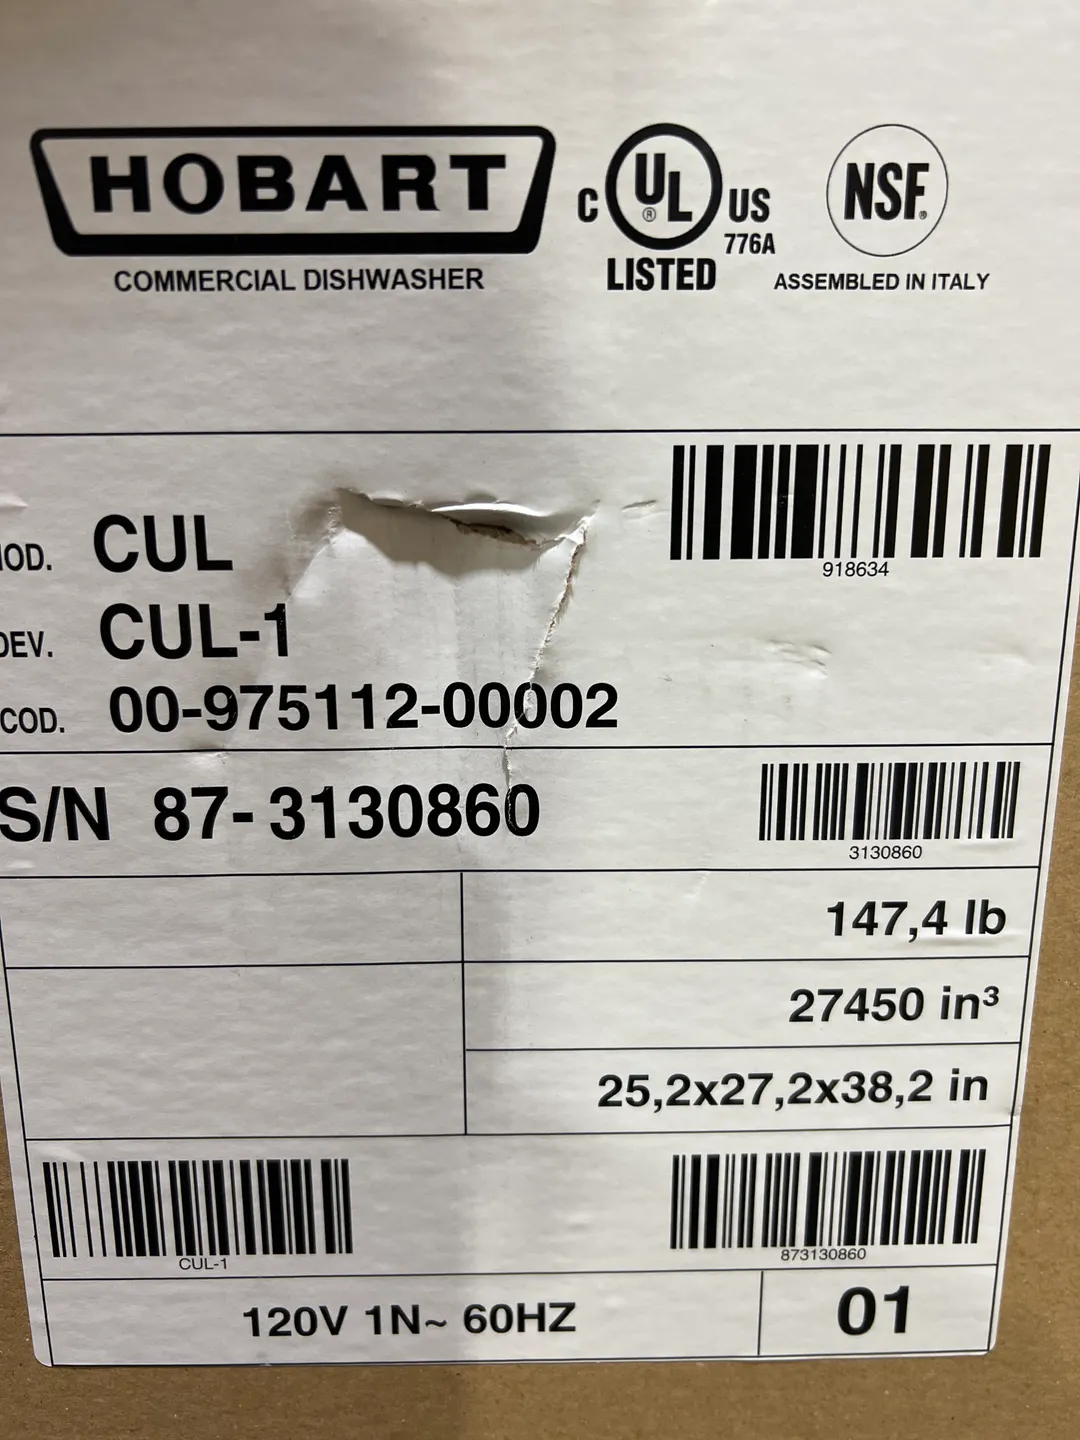 HOBART
COMMERCIAL DISHWASHER
C UL ® US
776A
LISTED
NSF®
ASSEMBLED IN ITALY
918634
OD. CUL
DEV. CUL-1
COD. 00-975112-00002
S/N 87-3130860
3130860
147,4 lb
27450 in³
25,2x27,2x38,2 in
CUL-1
873130860
120V 1N~ 60HZ
01